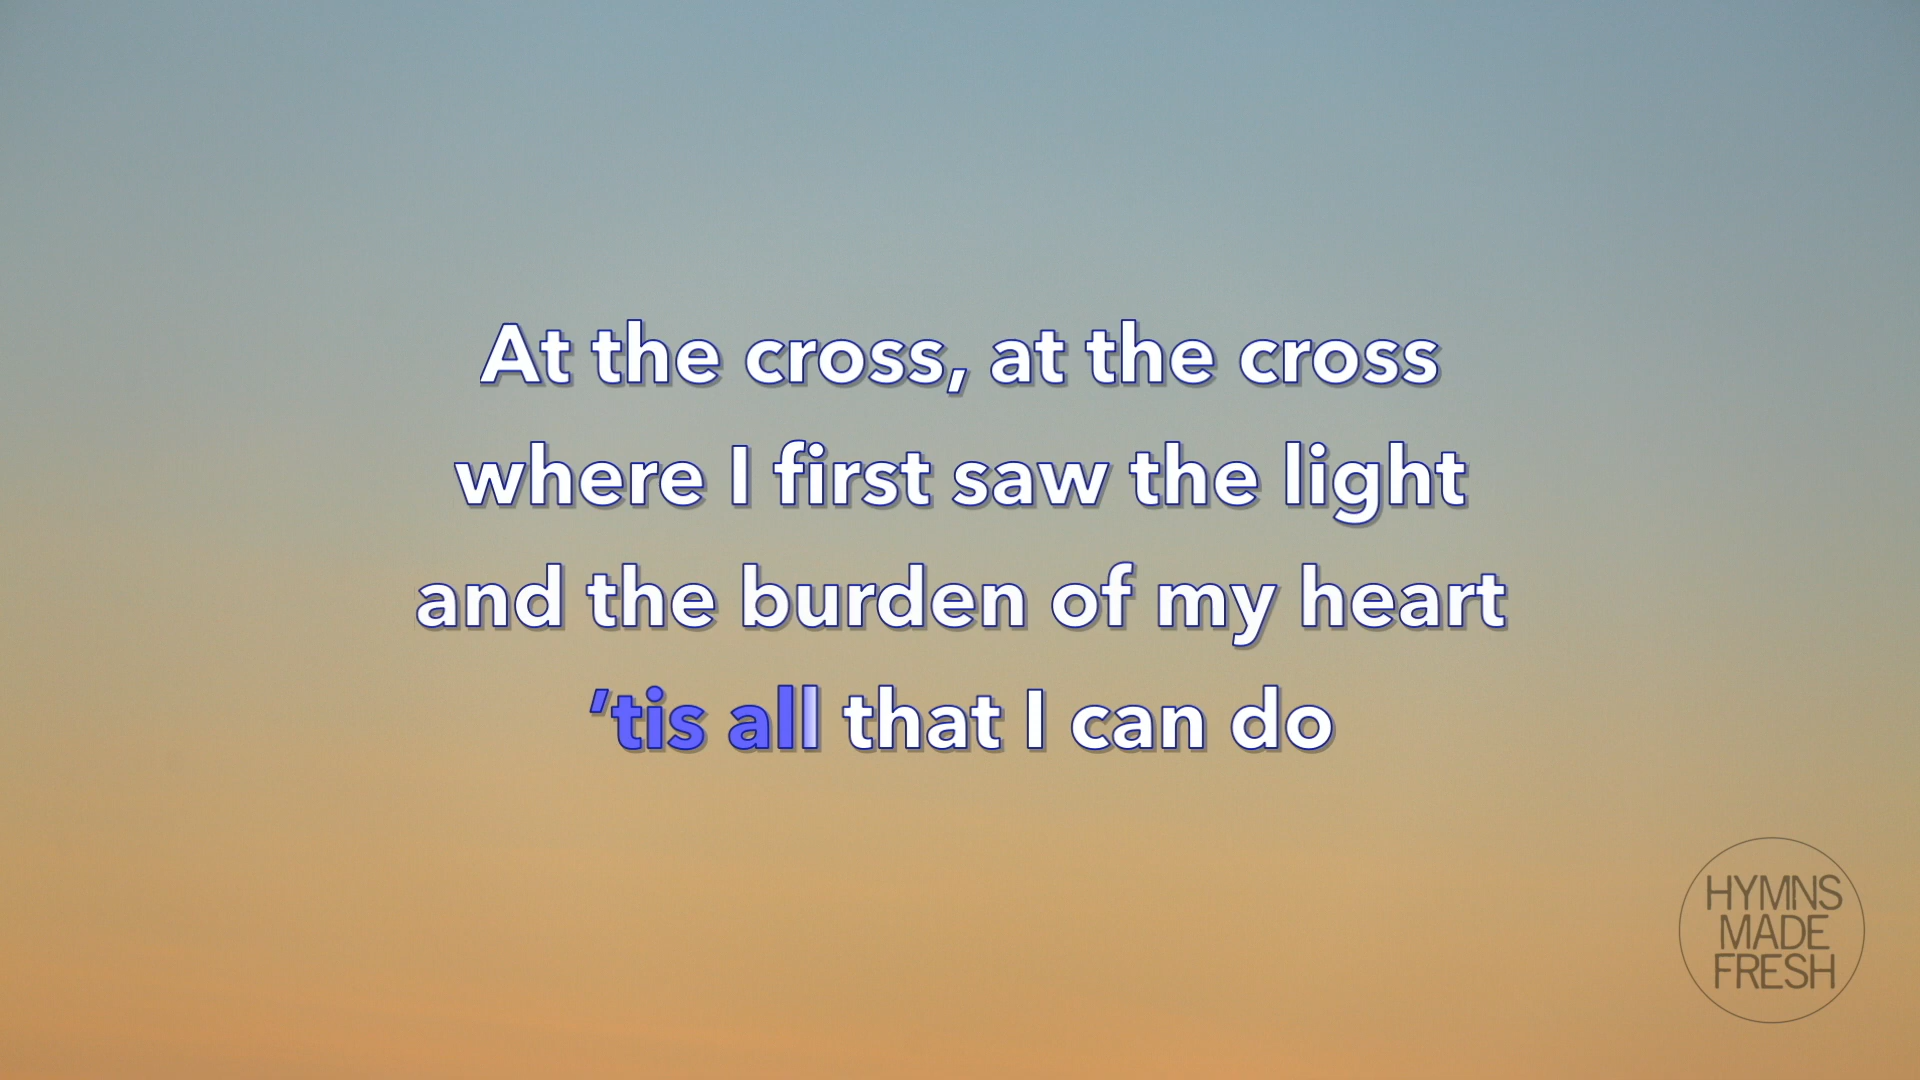 At the cross, at the cross
where I first saw the light
and the burden of my heart
’tis all that I can do
HYMNS
MADE
FRESH